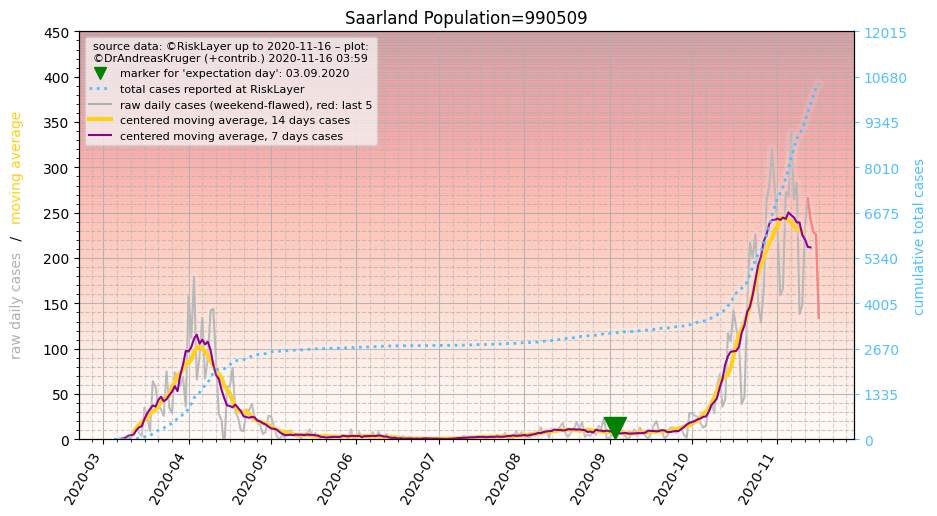 Saarland Population=990509
source data: ©RiskLayer up to 2020-11-16 – plot:
©DrAndreasKruger (+contrib.) 2020-11-16 03:59
marker for 'expectation day': 03.09.2020
total cases reported at RiskLayer
raw daily cases (weekend-flawed), red: last 5
centered moving average, 14 days cases
centered moving average, 7 days cases
raw daily cases / moving average
450
400
350
300
250
200
150
100
50
0
12015
10680
9345
8010
6675
5340
4005
2670
1335
0
cumulative total cases
2020-03
2020-04
2020-05
2020-06
2020-07
2020-08
2020-09
2020-10
2020-11